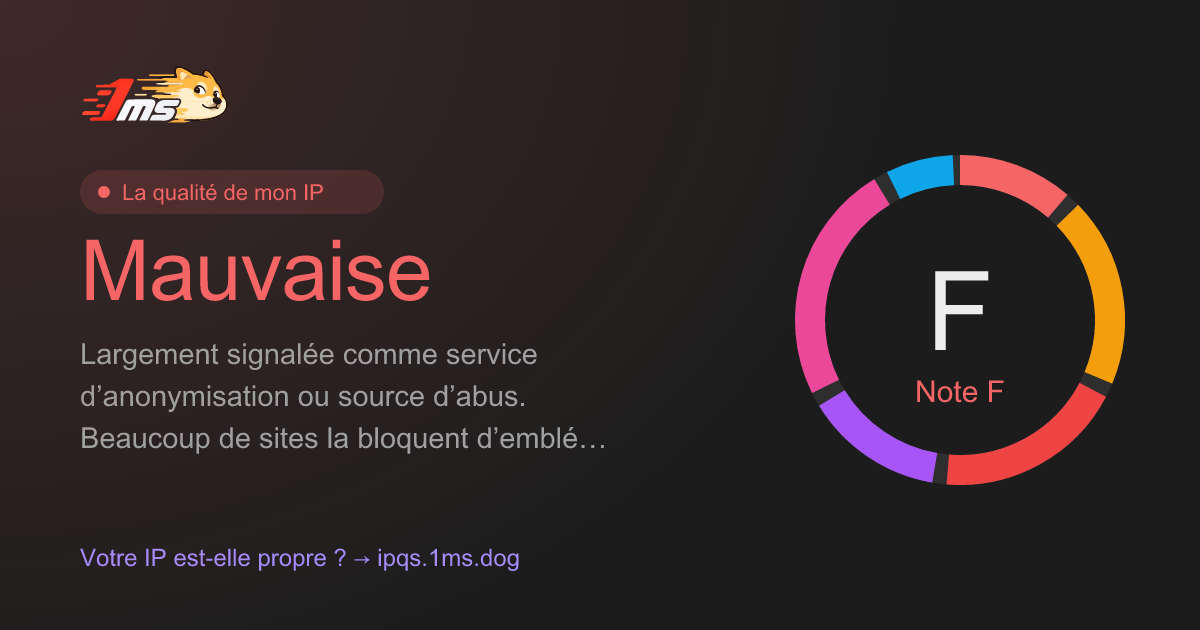 1ms
La qualité de mon IP
Mauvaise
Largement signalée comme service
d’anonymisation ou source d’abus.
Beaucoup de sites la bloquent d’emblé…
Votre IP est-elle propre ? → ipqs.1ms.dog
F
Note F